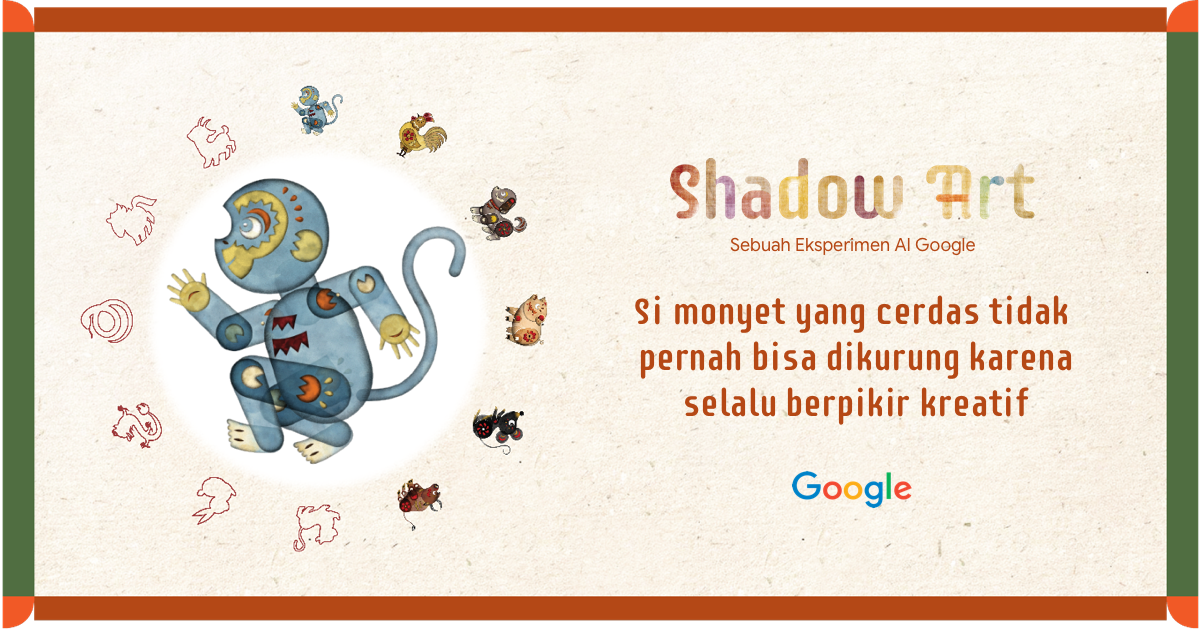 Shadow Art
Sebuah Eksperimen AI Google
Si monyet yang cerdas tidak
pernah bisa dikurung karena
selalu berpikir kreatif
Google